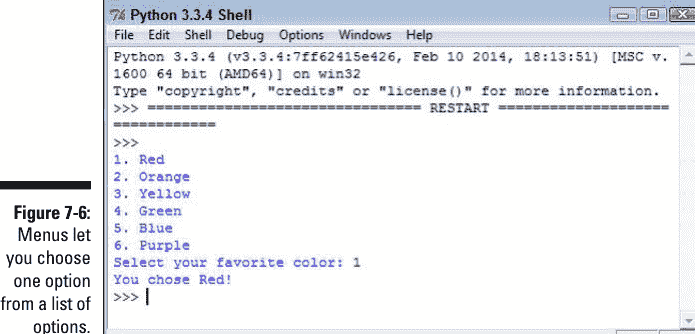 Python 3.3.4 Shell
File Edit Shell Debug Options Windows Help
Python 3.3.4 (v3.3.4:7ff62415e426, Feb 10 2014, 18:13:51) [MSC v.
1600 64 bit (AMD64)] on win32
Type "copyright", "credits" or "license()" for more information.
>>> ================================ RESTART ====================
============
>>>
1. Red
2. Orange
3. Yellow
4. Green
5. Blue
6. Purple
Select your favorite color: 1
You chose Red!
>>>
Figure 7-6:
Menus let
you choose
one option
from a list of
options.